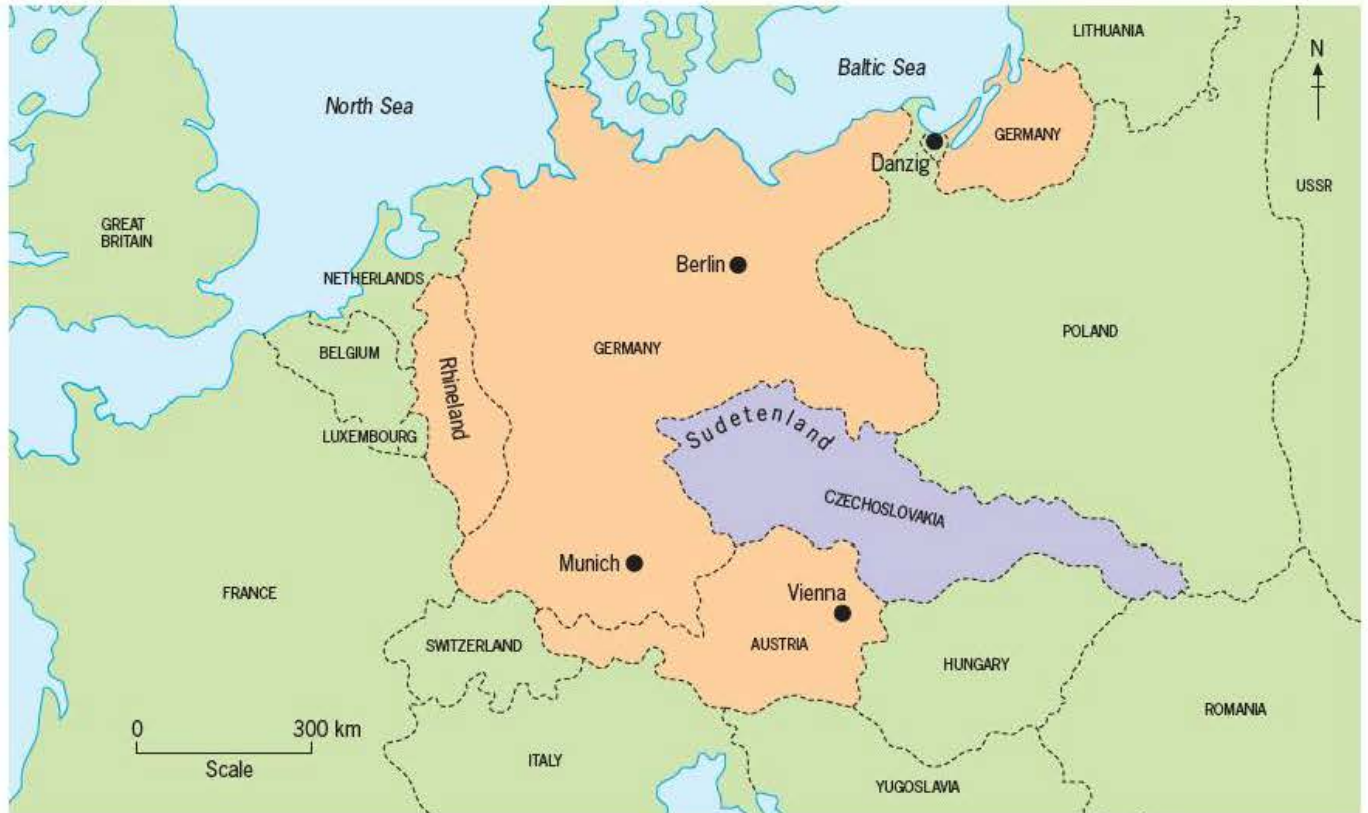 LITHUANIA
N
Baltic Sea
North Sea
GERMANY
Danzig
USSR
GREAT
BRITAIN
Berlin
NETHERLANDS
POLAND
BELGIUM
GERMANY
Rhineland
Sudetenland
LUXEMBOURG
CZECHOSLOVAKIA
Munich
Vienna
FRANCE
SWITZERLAND
AUSTRIA
HUNGARY
ROMANIA
0 300 km
Scale
ITALY
YUGOSLAVIA